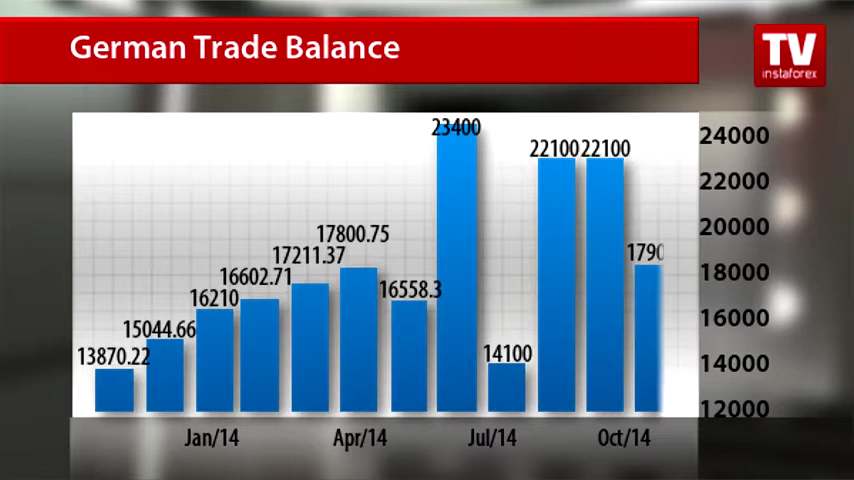 German Trade Balance
TV
instaforex
23400
24000
22100
22100
22000
17800.75
20000
17211.37
1790
16602.71
18000
16558.3
16210
15044.66
16000
13870.22
14100
14000
12000
Jan/14
Apr/14
Jul/14
Oct/14